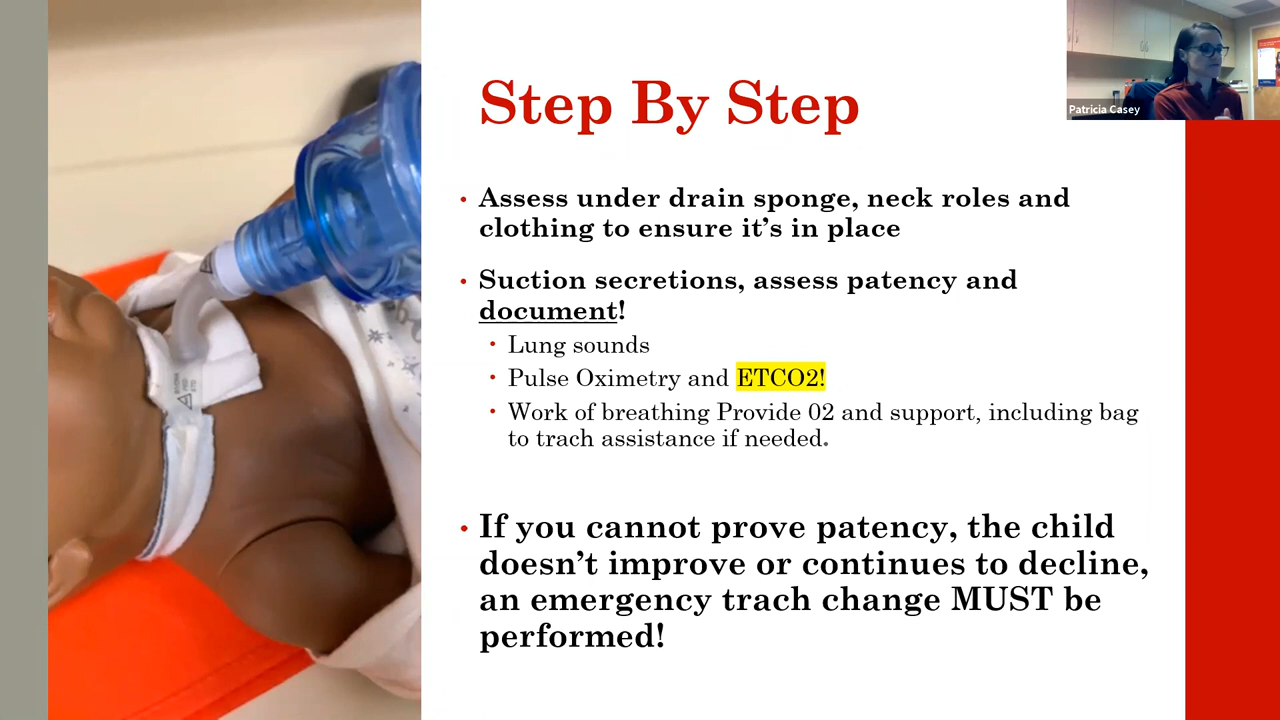 Step By Step
Patricia Casey
• Assess under drain sponge, neck roles and
clothing to ensure it’s in place
• Suction secretions, assess patency and
document!
• Lung sounds
• Pulse Oximetry and ETCO2!
• Work of breathing Provide 02 and support, including bag
to trach assistance if needed.
• If you cannot prove patency, the child
doesn’t improve or continues to decline,
an emergency trach change MUST be
performed!